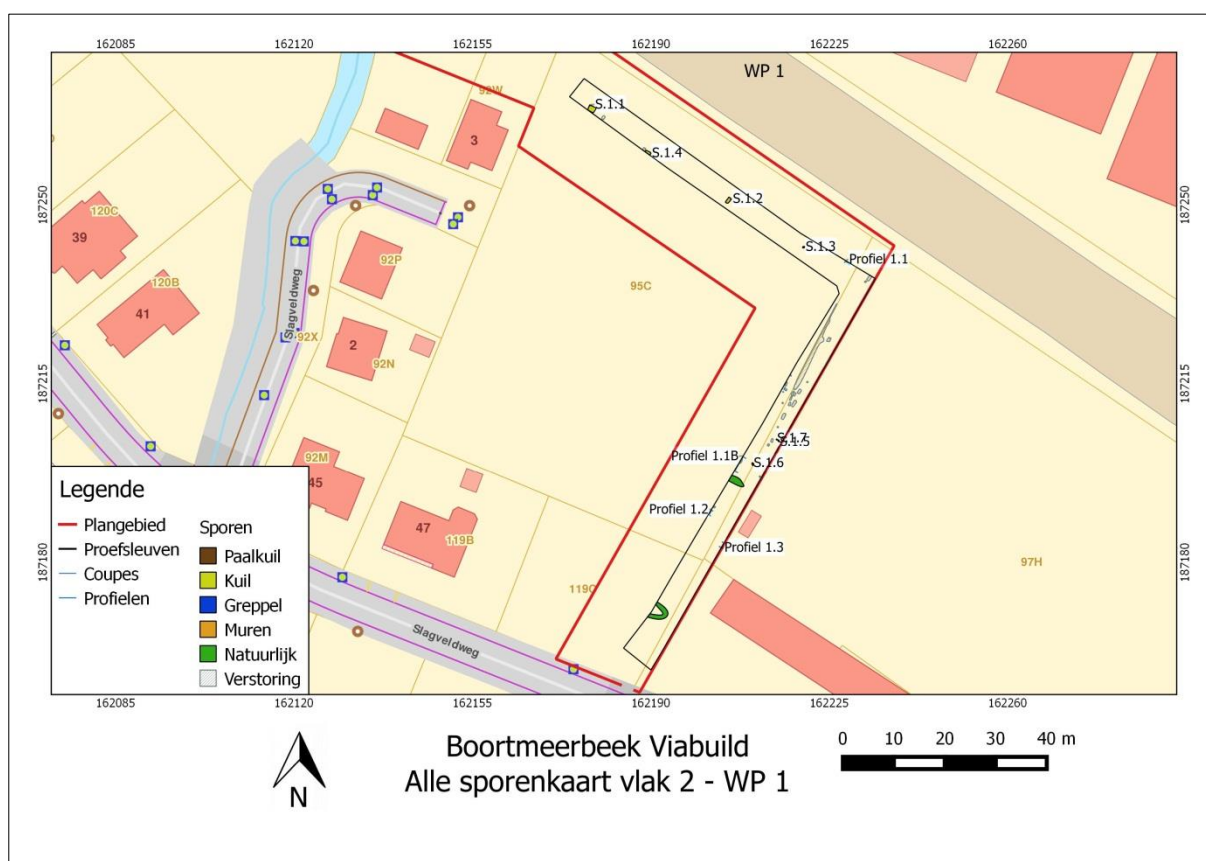 162085 162120 162155 162190 162225 162260
WP 1
92W
3
S.1.1
S.1.4
187250
187250
120C
39
S.1.2
S.1.3
Profiel 1.1
92P
120B
41
95C
Slagveldweg
92X
2
92N
187215
187215
S.1.7
S.1.5
Profiel 1.1B
S.1.6
92M
45
Profiel 1.2
47
119B
Profiel 1.3
97H
187180
187180
Slagveldweg
Legende
Plangebied
Proefsleuven
Coupes
Profielen
Sporen
Paalkuil
Kuil
Greppel
Muren
Natuurlijk
Verstoring
162085 162120 162155 162190 162225 162260
N
Boortmeerbeek Viabuild
Alle sporenkaart vlak 2 - WP 1
0 10 20 30 40 m